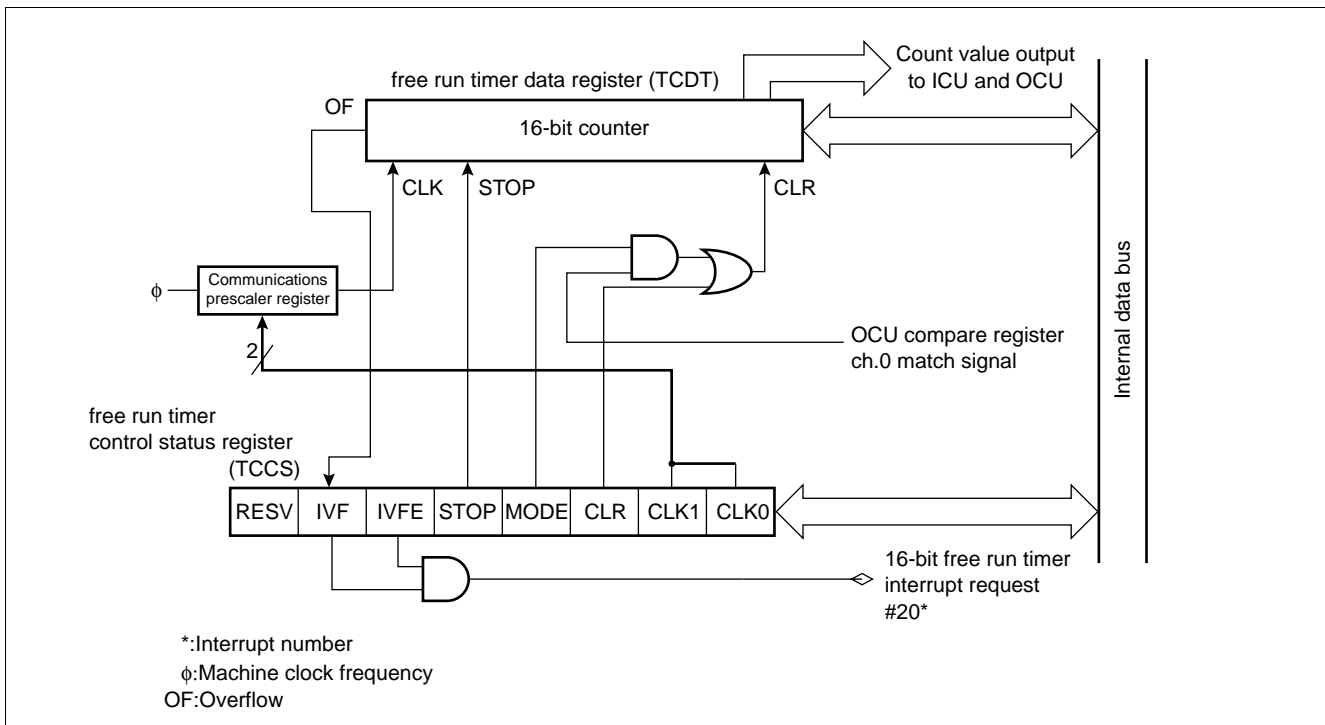 Count value output
to ICU and OCU
free run timer data register (TCDT)
OF
16-bit counter
CLK
STOP
CLR
Communications
prescaler register
ϕ
OCU compare register
ch.0 match signal
Internal data bus
2
free run timer
control status register
(TCCS)
RESV IVF IVFE STOP MODE CLR CLK1 CLK0
16-bit free run timer
interrupt request
#20*
*:Interrupt number
ϕ:Machine clock frequency
OF:Overflow